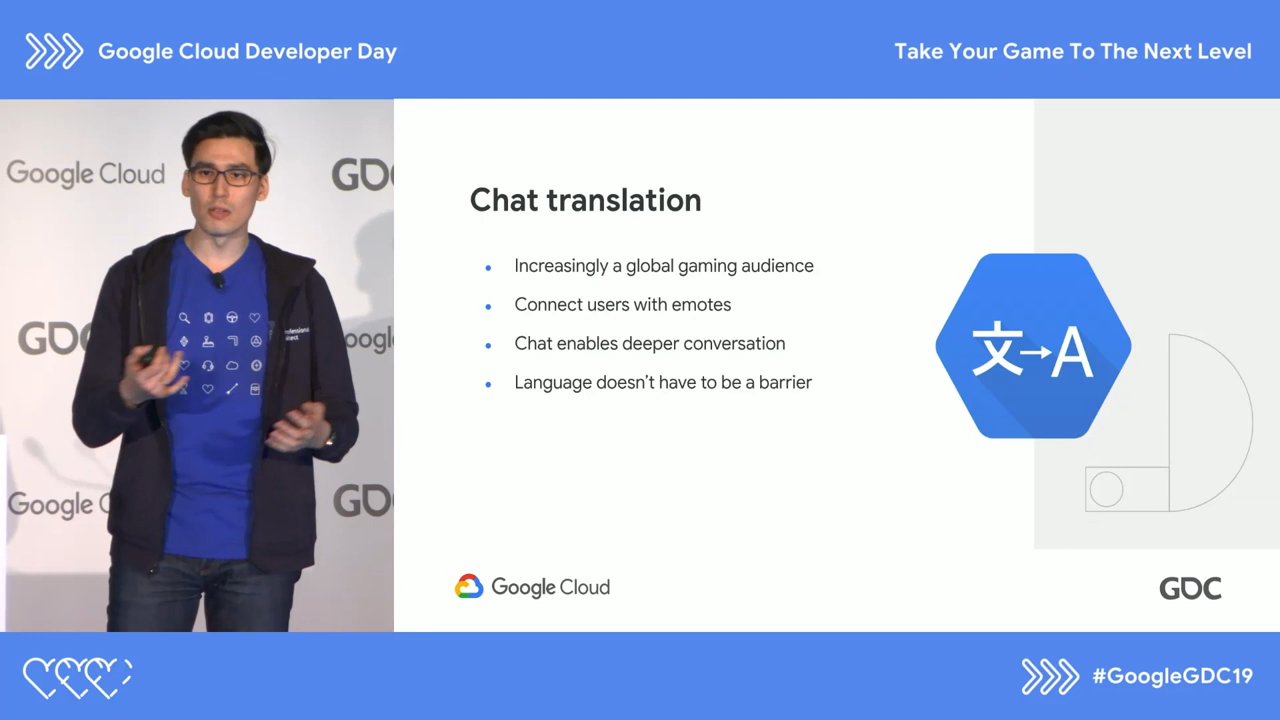 Google Cloud Developer Day
Take Your Game To The Next Level
Google Cloud
GDC
Chat translation
Increasingly a global gaming audience
Connect users with emotes
Chat enables deeper conversation
Language doesn't have to be a barrier
文→A
GDC
Google
Google Cloud
GDC
#GoogleGDC19